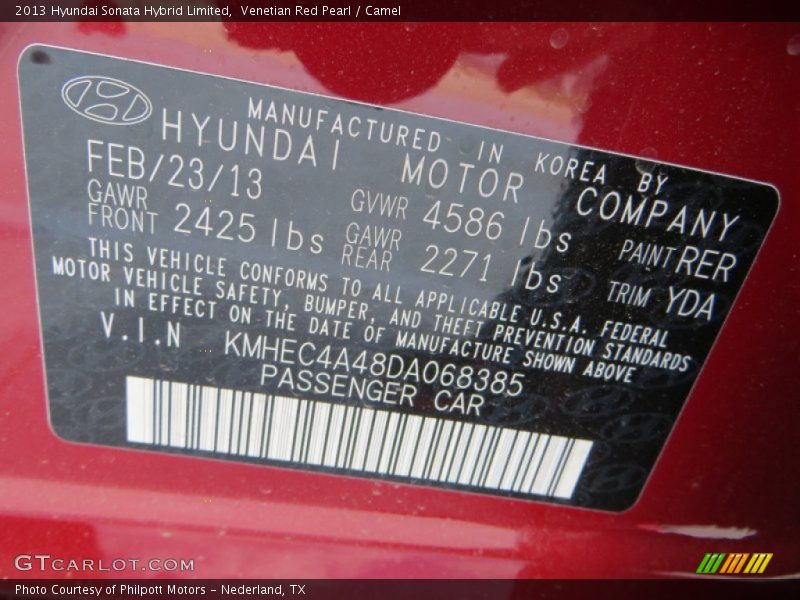 2013 Hyundai Sonata Hybrid Limited, Venetian Red Pearl / Camel
MANUFACTURED IN KOREA BY
HYUNDAI MOTOR COMPANY
FEB/23/13 GVWR 4586 lbs PAINT RER
GAWR FRONT 2425 lbs GAWR REAR 2271 lbs TRIM YDA
THIS VEHICLE CONFORMS TO ALL APPLICABLE U.S.A. FEDERAL
MOTOR VEHICLE SAFETY, BUMPER, AND THEFT PREVENTION STANDARDS
IN EFFECT ON THE DATE OF MANUFACTURE SHOWN ABOVE
V.I.N KMHEC4A48DA068385
PASSENGER CAR
GTCARLOT.COM
Photo Courtesy of Philpott Motors - Nederland, TX